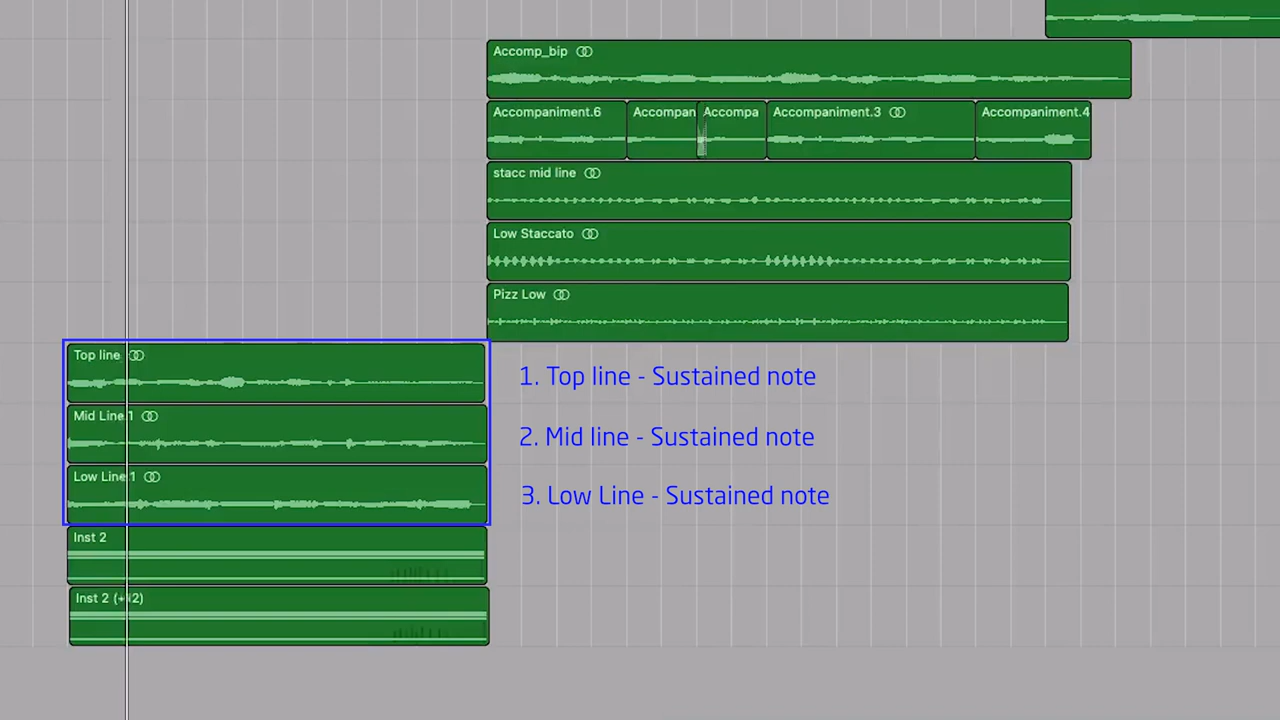 Accomp_bip
Accompaniment.6 Accompan Accompa Accompaniment.3 Accompaniment.4
stacc mid line
Low Staccato
Pizz Low
Top line
1. Top line - Sustained note
Mid Line.1
2. Mid line - Sustained note
Low Line.1
3. Low Line - Sustained note
Inst 2
Inst 2 (+12)